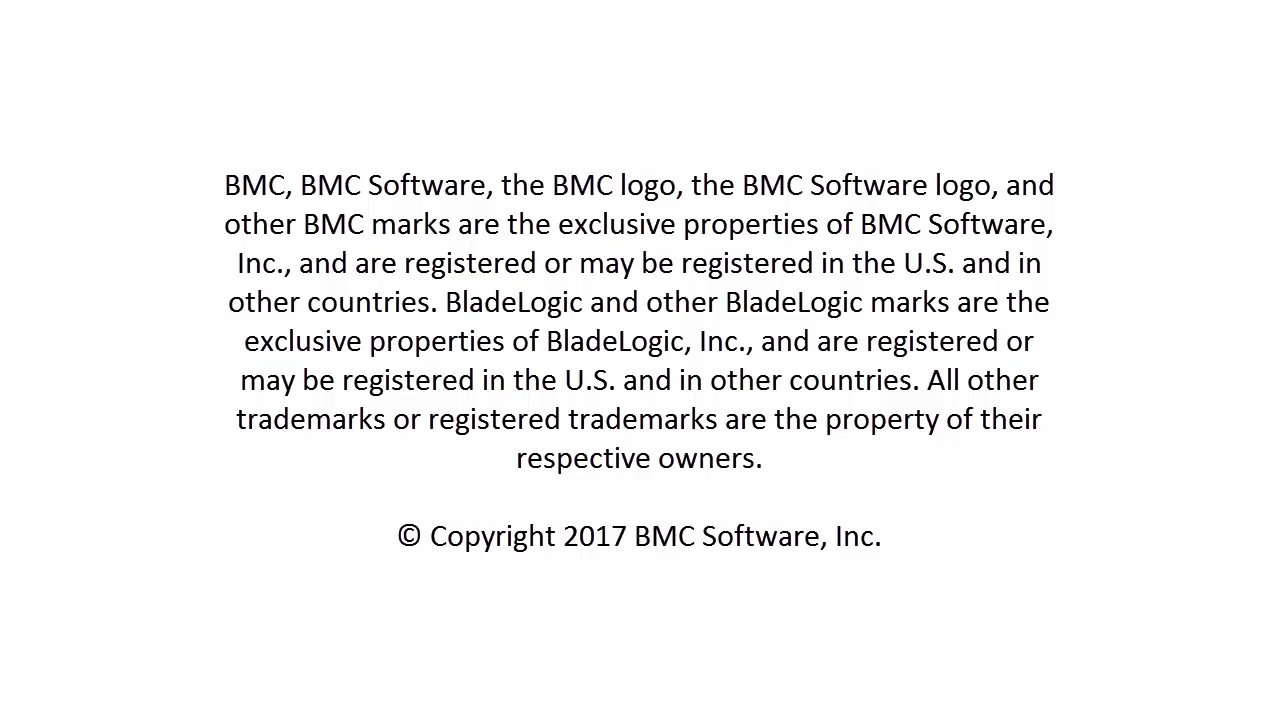 BMC, BMC Software, the BMC logo, the BMC Software logo, and
other BMC marks are the exclusive properties of BMC Software,
Inc., and are registered or may be registered in the U.S. and in
other countries. BladeLogic and other BladeLogic marks are the
exclusive properties of BladeLogic, Inc., and are registered or
may be registered in the U.S. and in other countries. All other
trademarks or registered trademarks are the property of their
respective owners.
© Copyright 2017 BMC Software, Inc.